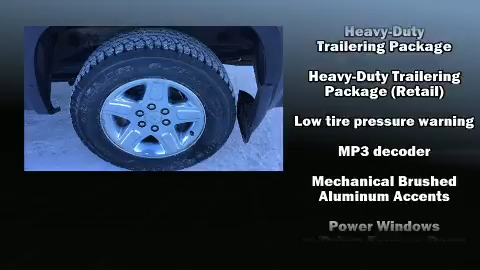 Heavy-Duty
Trailering Package
Heavy-Duty Trailering
Package (Retail)
Low tire pressure warning
MP3 decoder
Mechanical Brushed
Aluminum Accents
Power Windows